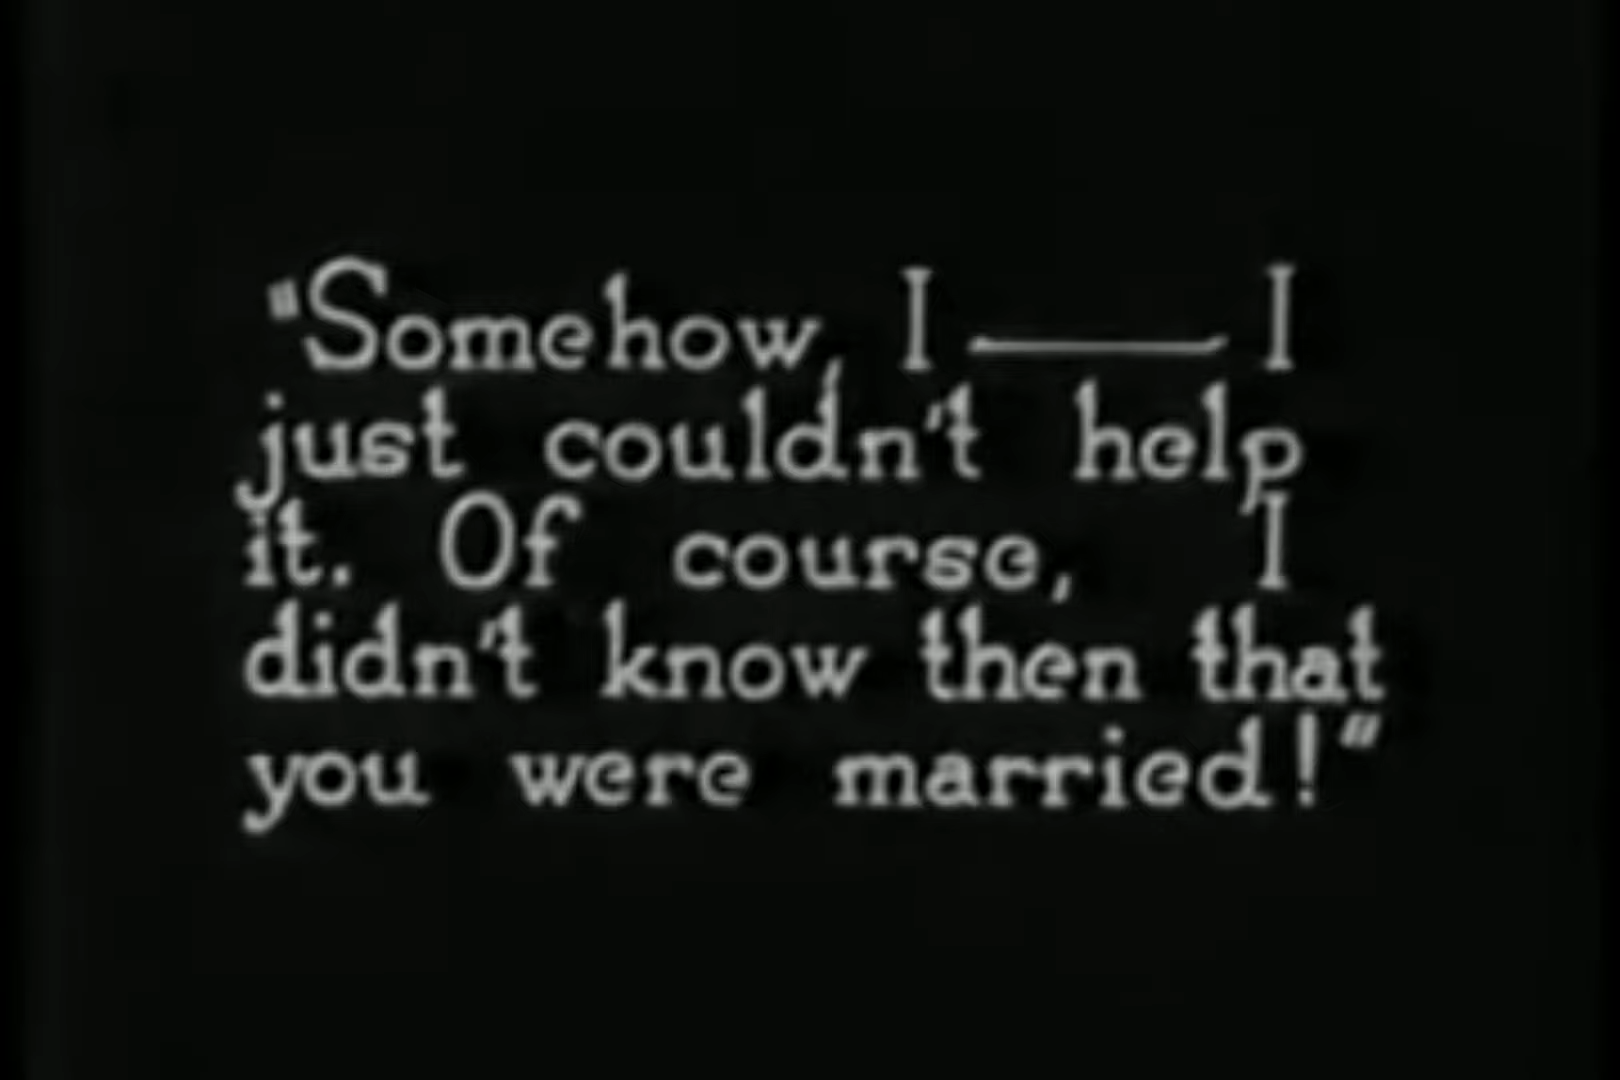 "Somehow, I —— I
just couldn't help
it. Of course, I
didn't know then that
you were married!"